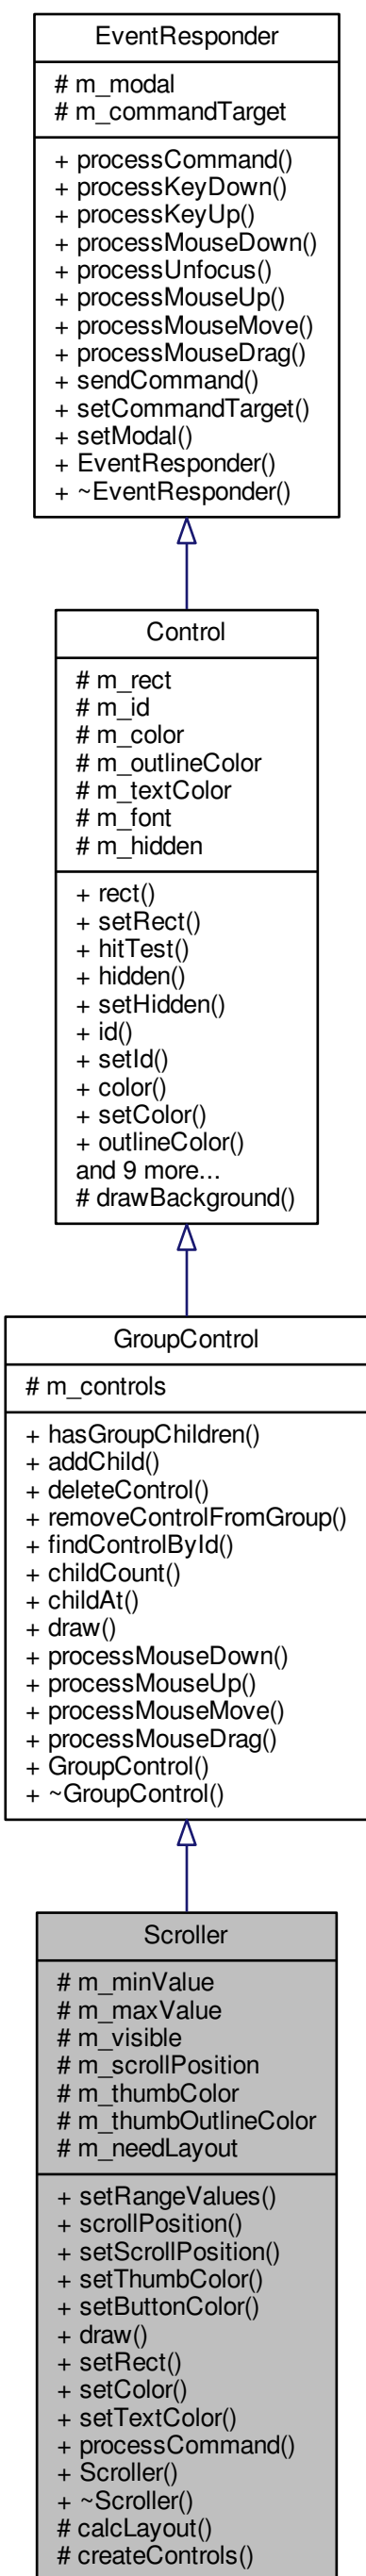 EventResponder
# m_modal
# m_commandTarget
+ processCommand()
+ processKeyDown()
+ processKeyUp()
+ processMouseDown()
+ processUnfocus()
+ processMouseUp()
+ processMouseMove()
+ processMouseDrag()
+ sendCommand()
+ setCommandTarget()
+ setModal()
+ EventResponder()
+ ~EventResponder()
Control
# m_rect
# m_id
# m_color
# m_outlineColor
# m_textColor
# m_font
# m_hidden
+ rect()
+ setRect()
+ hitTest()
+ hidden()
+ setHidden()
+ id()
+ setId()
+ color()
+ setColor()
+ outlineColor()
and 9 more...
# drawBackground()
GroupControl
# m_controls
+ hasGroupChildren()
+ addChild()
+ deleteControl()
+ removeControlFromGroup()
+ findControlById()
+ childCount()
+ childAt()
+ draw()
+ processMouseDown()
+ processMouseUp()
+ processMouseMove()
+ processMouseDrag()
+ GroupControl()
+ ~GroupControl()
Scroller
# m_minValue
# m_maxValue
# m_visible
# m_scrollPosition
# m_thumbColor
# m_thumbOutlineColor
# m_needLayout
+ setRangeValues()
+ scrollPosition()
+ setScrollPosition()
+ setThumbColor()
+ setButtonColor()
+ draw()
+ setRect()
+ setColor()
+ setTextColor()
+ processCommand()
+ Scroller()
+ ~Scroller()
# calcLayout()
# createControls()